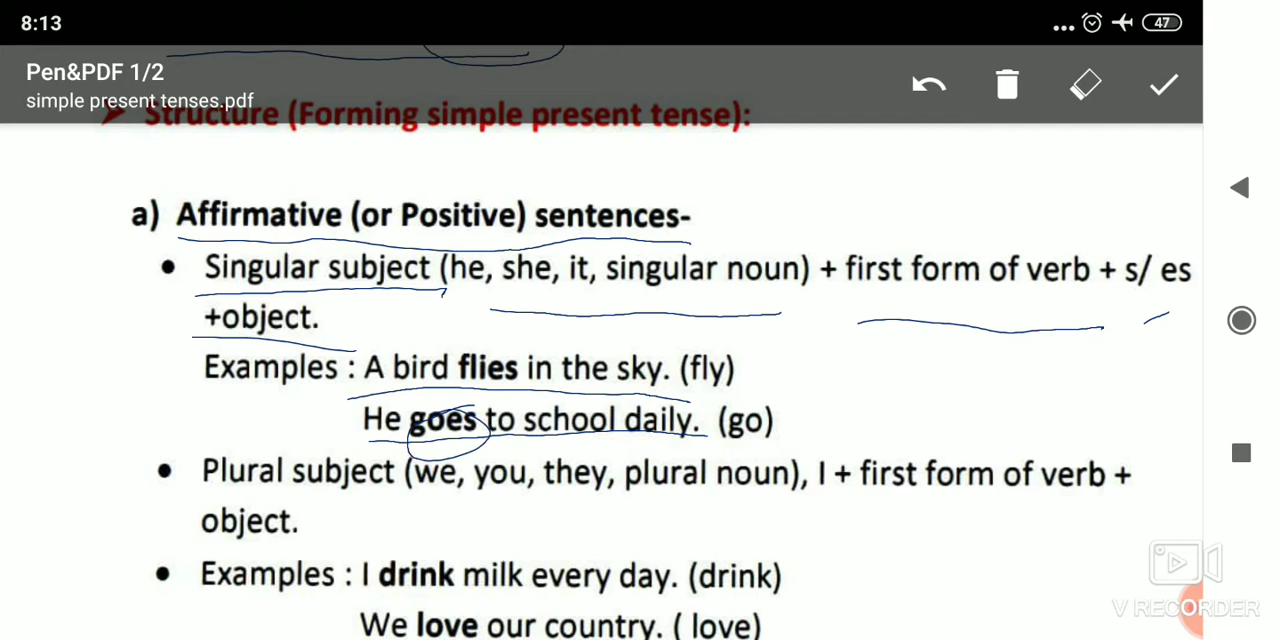 8:13
47
Pen&PDF 1/2
simple present tenses.pdf
➤ Structure (Forming simple present tense):
a) Affirmative (or Positive) sentences-
• Singular subject (he, she, it, singular noun) + first form of verb + s/ es
+object.
Examples : A bird flies in the sky. (fly)
He goes to school daily. (go)
• Plural subject (we, you, they, plural noun), I + first form of verb +
object.
• Examples : I drink milk every day. (drink)
We love our country. ( love)
V RECORDER